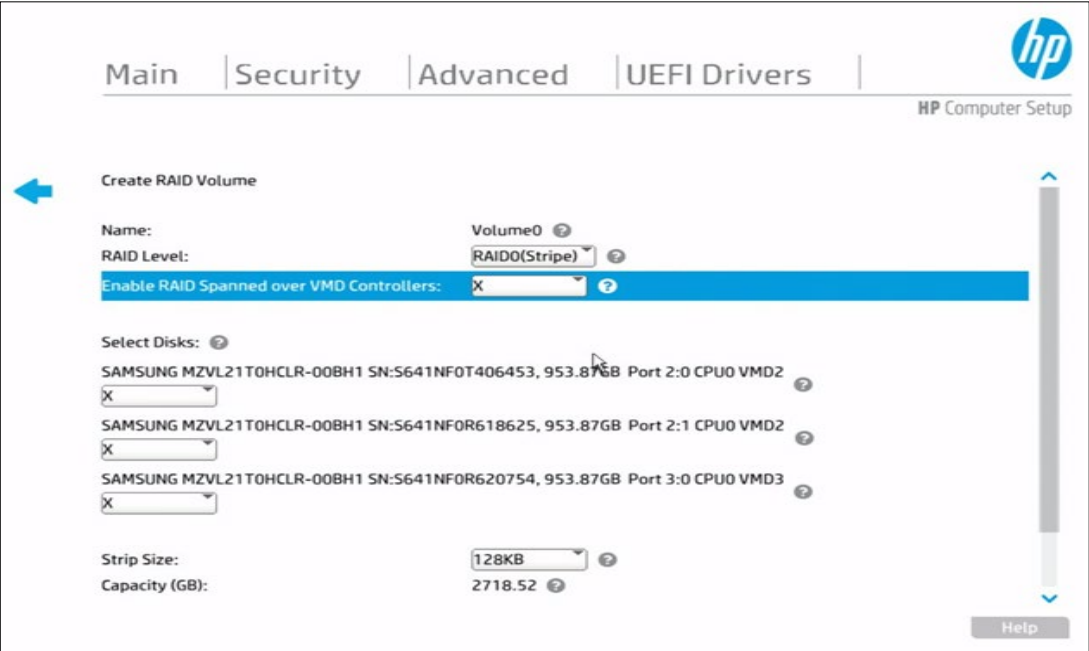 hp
Main Security Advanced UEFI Drivers
HP Computer Setup
Create RAID Volume
Name: Volume0 ?
RAID Level: RAID0(Stripe) ?
Enable RAID Spanned over VMD Controllers: X ?
Select Disks: ?
SAMSUNG MZVL21T0HCLR-00BH1 SN:S641NF0T406453, 953.87GB Port 2:0 CPU0 VMD2 ?
X
SAMSUNG MZVL21T0HCLR-00BH1 SN:S641NF0R618625, 953.87GB Port 2:1 CPU0 VMD2 ?
X
SAMSUNG MZVL21T0HCLR-00BH1 SN:S641NF0R620754, 953.87GB Port 3:0 CPU0 VMD3 ?
X
Strip Size: 128KB ?
Capacity (GB): 2718.52 ?
Help